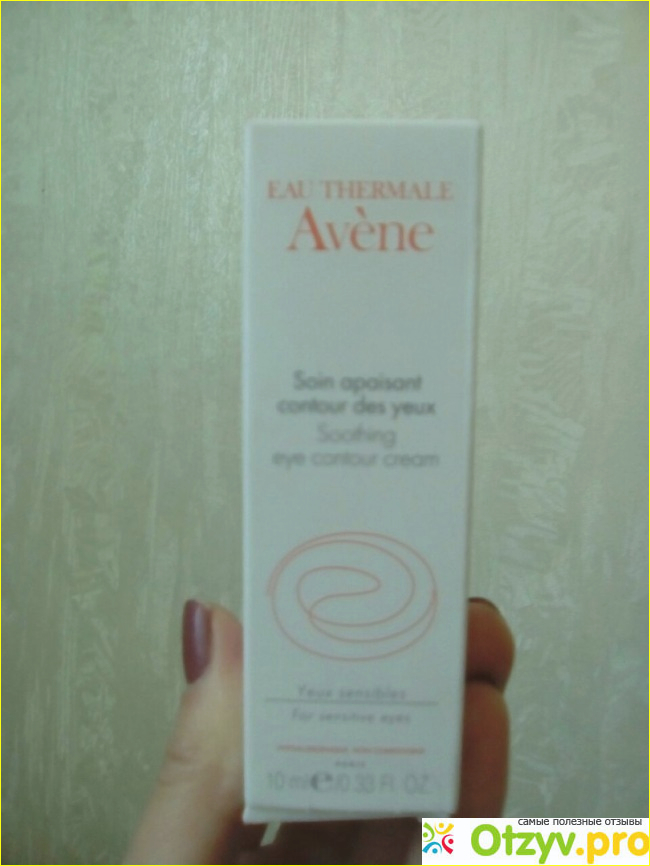 EAU THERMALE
Avène
Soin apaisant
contour des yeux
Soothing
eye contour cream
Yeux sensibles
For sensitive eyes
PARIS
10 ml e/0.33 FL. OZ
самые полезные отзывы
Otzyv.pro